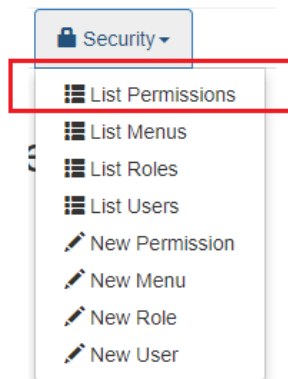 Security
List Permissions
List Menus
List Roles
List Users
New Permission
New Menu
New Role
New User